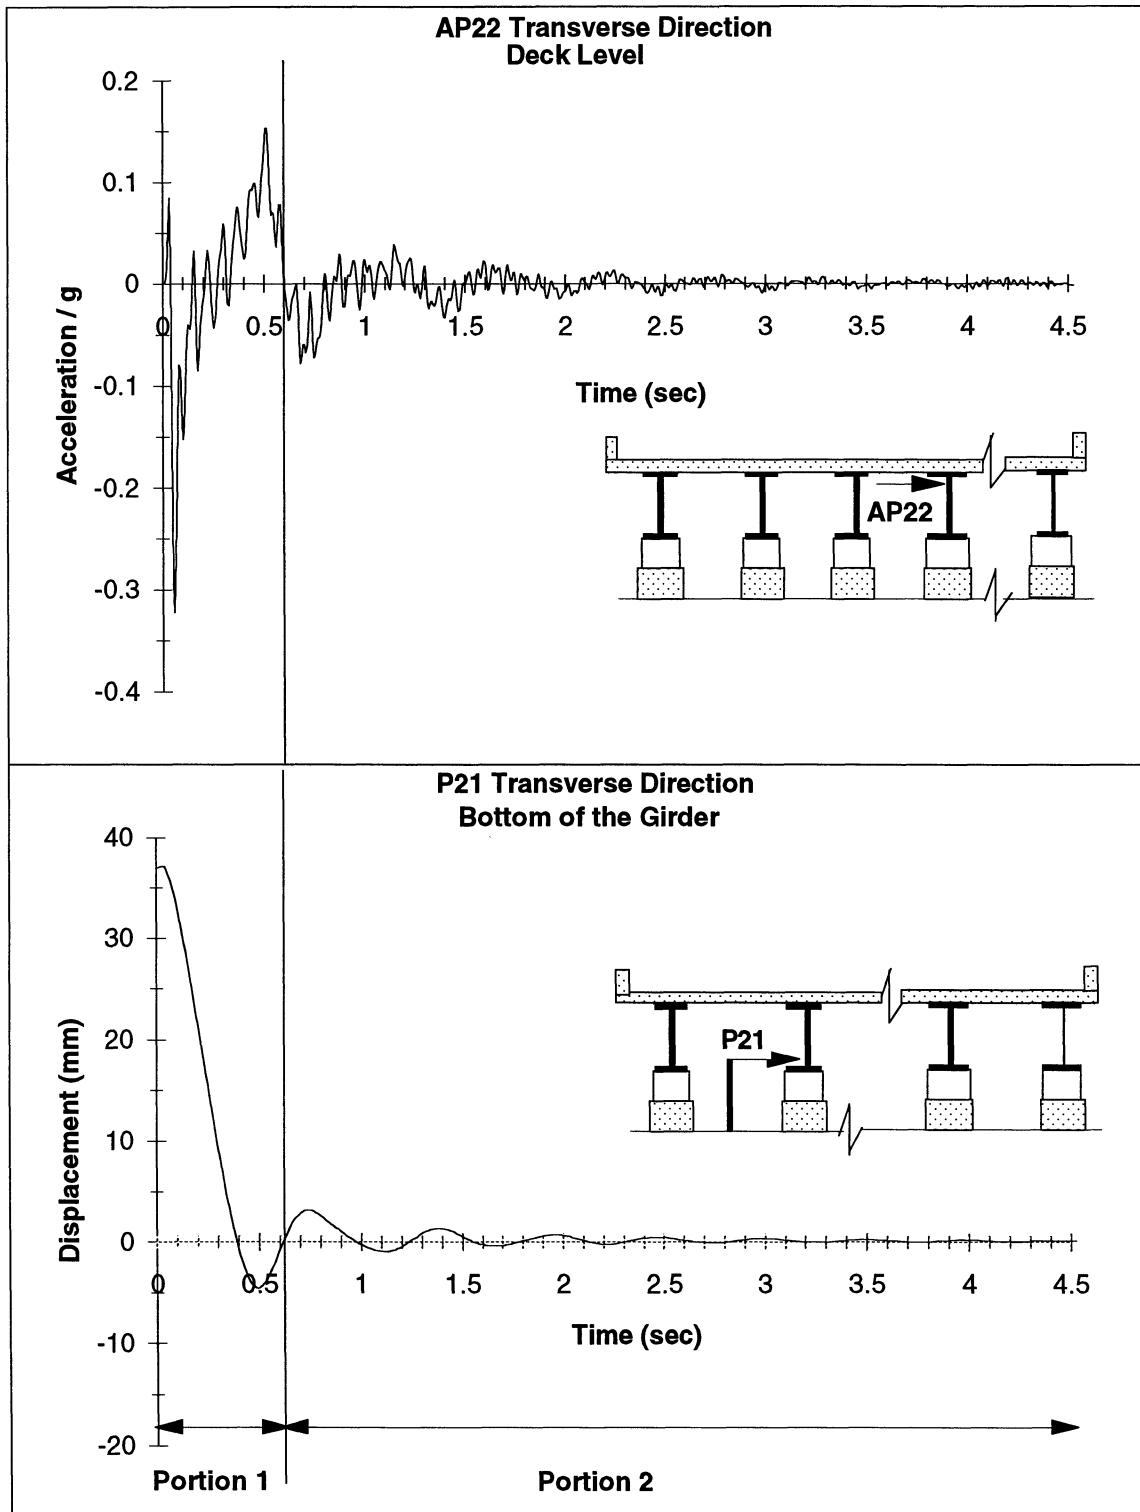 AP22 Transverse Direction
Deck Level
0.2
0.1
0
-0.1
-0.2
-0.3
-0.4
Acceleration / g
0 0.5 1 1.5 2 2.5 3 3.5 4 4.5
Time (sec)
AP22
P21 Transverse Direction
Bottom of the Girder
40
30
20
10
0
-10
-20
Displacement (mm)
P21
0 0.5 1 1.5 2 2.5 3 3.5 4 4.5
Time (sec)
Portion 1 Portion 2